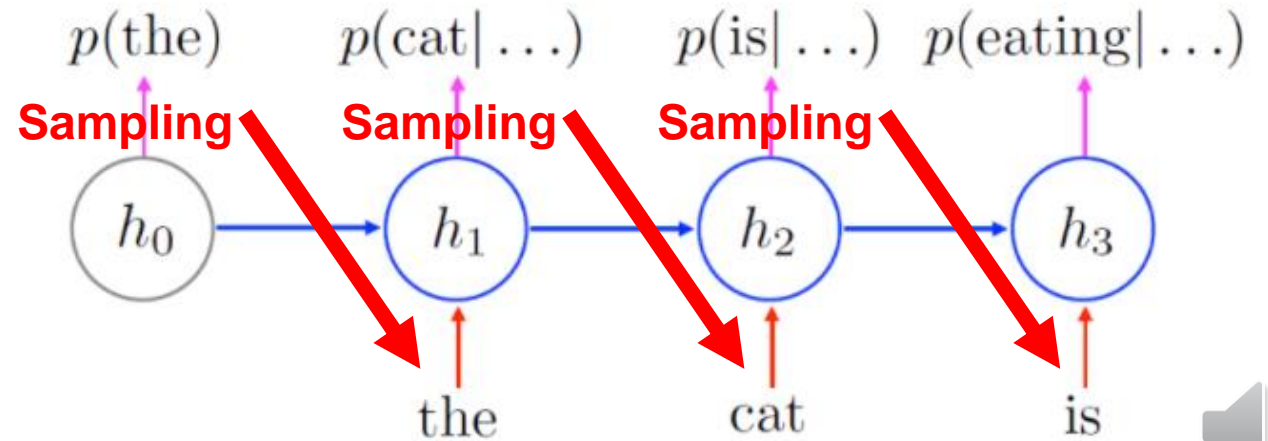 p(the) p(cat| . . .) p(is| . . .) p(eating| . . .)
Sampling Sampling Sampling
h₀ h₁ h₂ h₃
the cat is